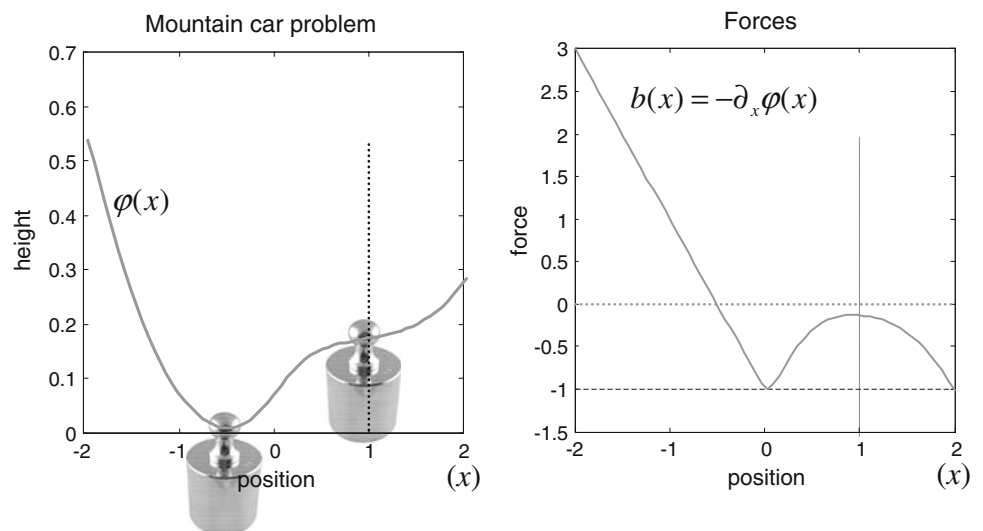 Mountain car problem
0.7
0.6
0.5
0.4
0.3
0.2
0.1
0
height
φ(x)
-2
-1
0
1
2
position
(x)
Forces
3
2.5
2
1.5
1
0.5
0
-0.5
-1
-1.5
force
b(x) = −∂ₓφ(x)
-2
-1
0
1
2
position
(x)